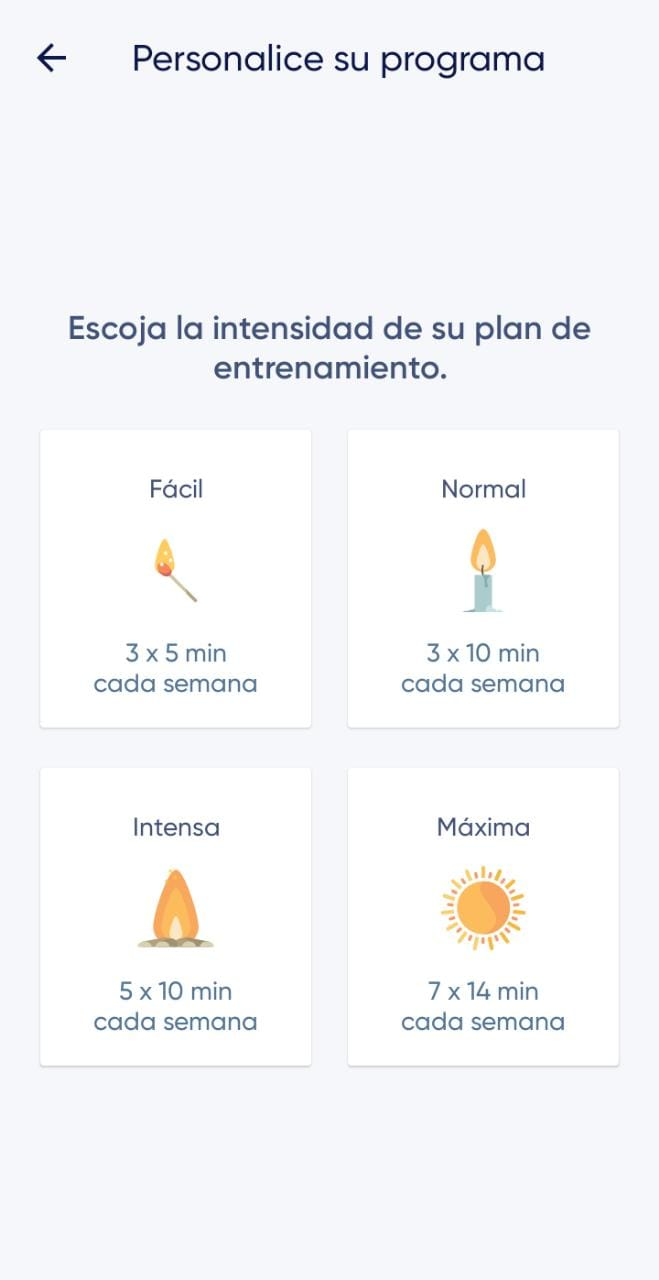 Personalice su programa
Escoja la intensidad de su plan de
entrenamiento.
Fácil
3 x 5 min
cada semana
Normal
3 x 10 min
cada semana
Intensa
5 x 10 min
cada semana
Máxima
7 x 14 min
cada semana